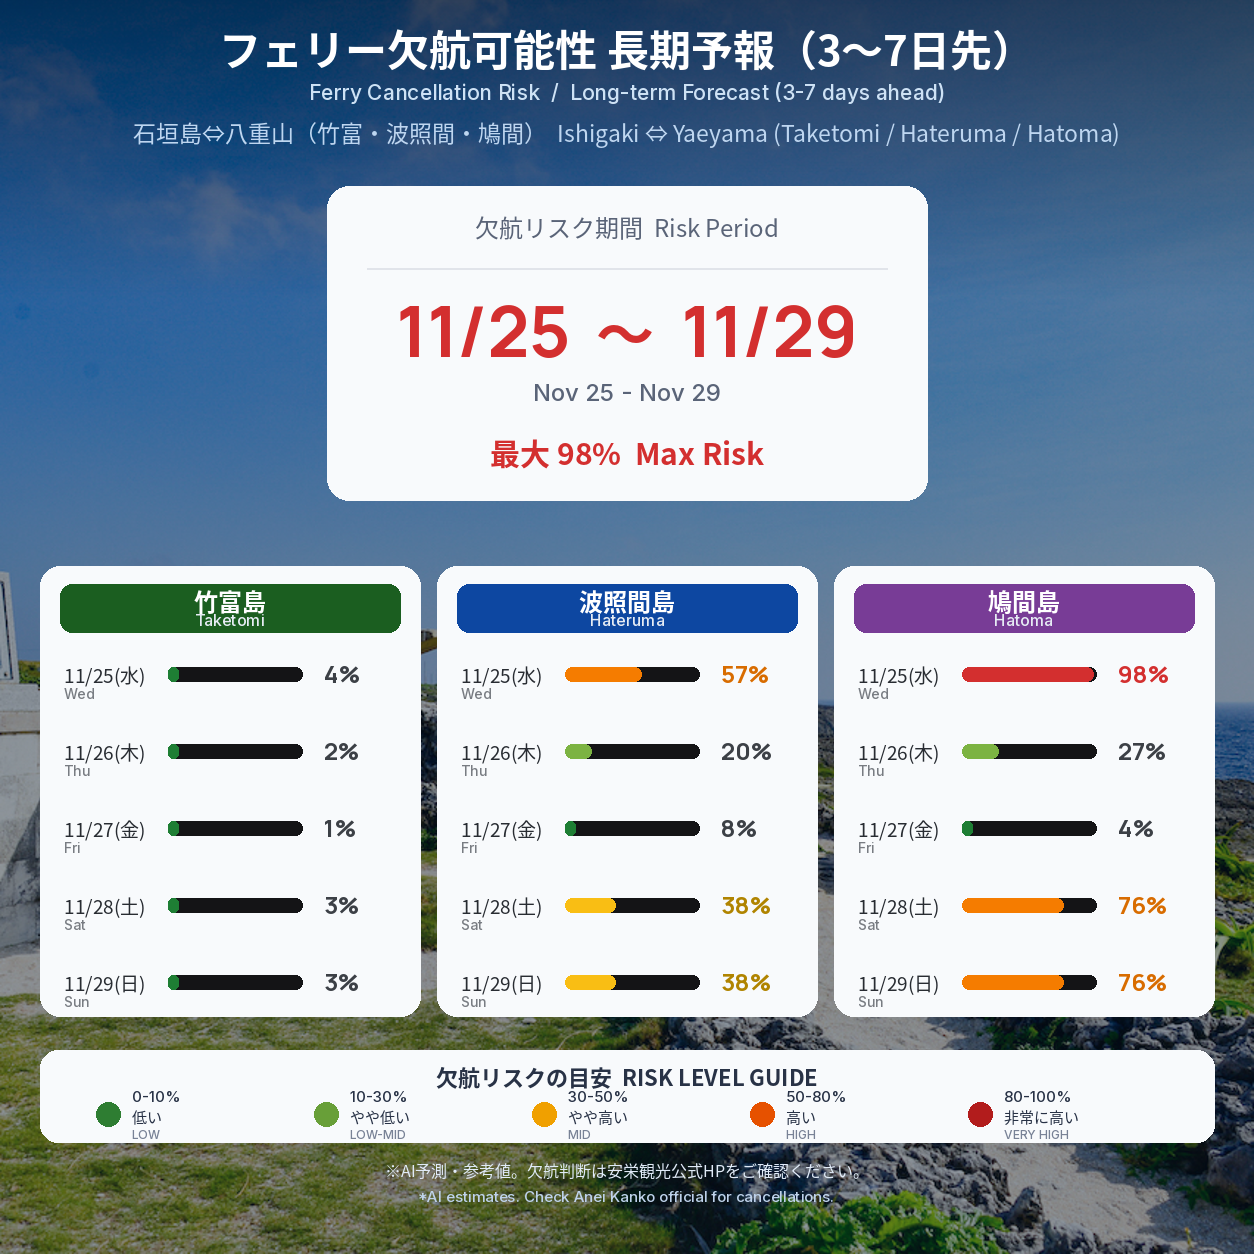 フェリー欠航可能性 長期予報（3〜7日先）
Ferry Cancellation Risk / Long-term Forecast (3-7 days ahead)
石垣島⇔八重山（竹富・波照間・鳩間） Ishigaki ⇔ Yaeyama (Taketomi / Hateruma / Hatoma)
欠航リスク期間 Risk Period
11/25 〜 11/29
Nov 25 - Nov 29
最大 98% Max Risk
竹富島
Taketomi
11/25(水) 4%
Wed
11/26(木) 2%
Thu
11/27(金) 1%
Fri
11/28(土) 3%
Sat
11/29(日) 3%
Sun
波照間島
Hateruma
11/25(水) 57%
Wed
11/26(木) 20%
Thu
11/27(金) 8%
Fri
11/28(土) 38%
Sat
11/29(日) 38%
Sun
鳩間島
Hatoma
11/25(水) 98%
Wed
11/26(木) 27%
Thu
11/27(金) 4%
Fri
11/28(土) 76%
Sat
11/29(日) 76%
Sun
欠航リスクの目安 RISK LEVEL GUIDE
0-10%
低い
LOW
10-30%
やや低い
LOW-MID
30-50%
やや高い
MID
50-80%
高い
HIGH
80-100%
非常に高い
VERY HIGH
※AI予測・参考値。欠航判断は安栄観光公式HPをご確認ください。
*AI estimates. Check Anei Kanko official for cancellations.